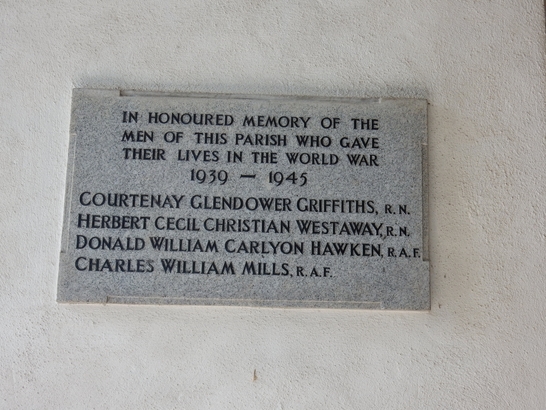 IN HONOURED MEMORY OF THE
MEN OF THIS PARISH WHO GAVE
THEIR LIVES IN THE WORLD WAR
1939 — 1945
COURTENAY GLENDOWER GRIFFITHS, R.N.
HERBERT CECIL CHRISTIAN WESTAWAY, R.N.
DONALD WILLIAM CARLYON HAWKEN, R.A.F.
CHARLES WILLIAM MILLS, R.A.F.